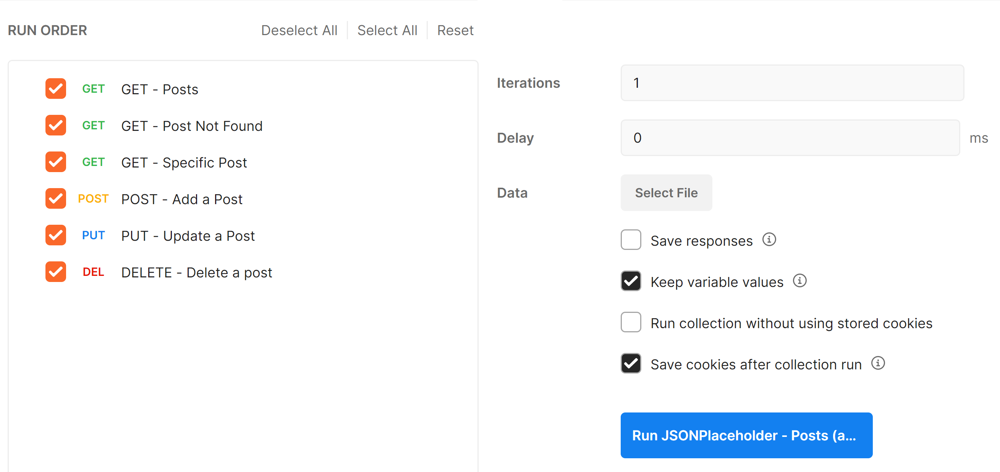 RUN ORDER
Deselect All
Select All
Reset
GET GET - Posts
GET GET - Post Not Found
GET GET - Specific Post
POST POST - Add a Post
PUT PUT - Update a Post
DEL DELETE - Delete a post
Iterations 1
Delay 0 ms
Data Select File
Save responses
Keep variable values
Run collection without using stored cookies
Save cookies after collection run
Run JSONPlaceholder - Posts (a...